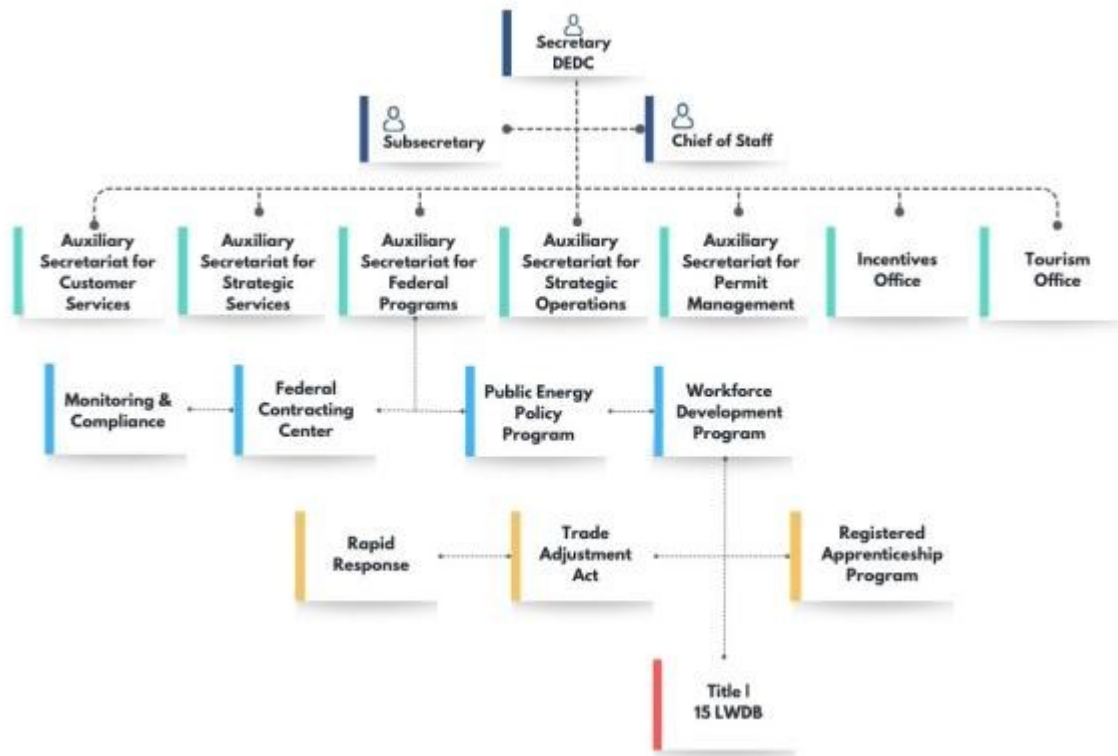 Secretary
DEDC
Subsecretary
Chief of Staff
Auxiliary
Secretariat for
Customer
Services
Auxiliary
Secretariat for
Strategic
Services
Auxiliary
Secretariat for
Federal
Programs
Auxiliary
Secretariat for
Strategic
Operations
Auxiliary
Secretariat for
Permit
Management
Incentives
Office
Tourism
Office
Monitoring &
Compliance
Federal
Contracting
Center
Public Energy
Policy
Program
Workforce
Development
Program
Rapid
Response
Trade
Adjustment
Act
Registered
Apprenticeship
Program
Title I
15 LWDB